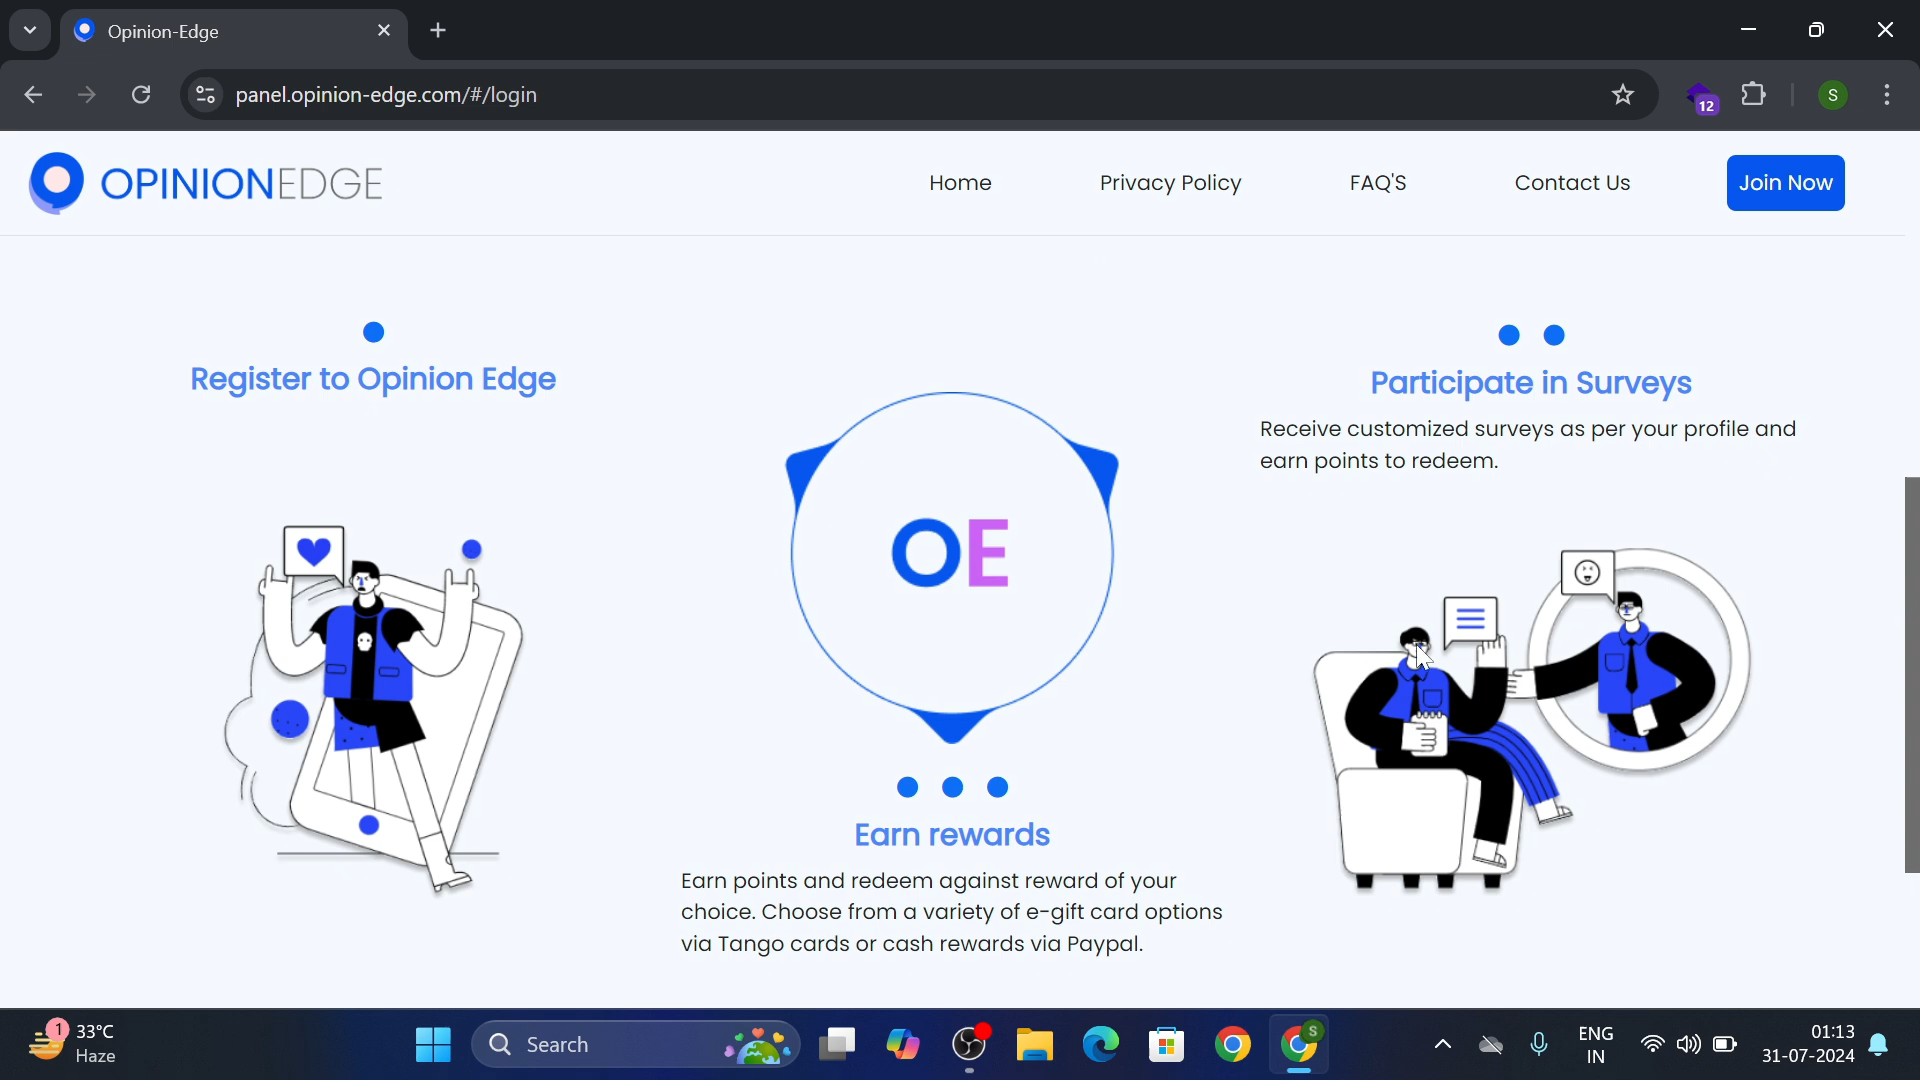 Opinion-Edge
panel.opinion-edge.com/#/login
12
S
OPINIONEDGE
Home
Privacy Policy
FAQ'S
Contact Us
Join Now
Register to Opinion Edge
Participate in Surveys
Receive customized surveys as per your profile and
earn points to redeem.
OE
Earn rewards
Earn points and redeem against reward of your
choice. Choose from a variety of e-gift card options
via Tango cards or cash rewards via Paypal.
1
33°C
Haze
Search
S
ENG
IN
01:13
31-07-2024